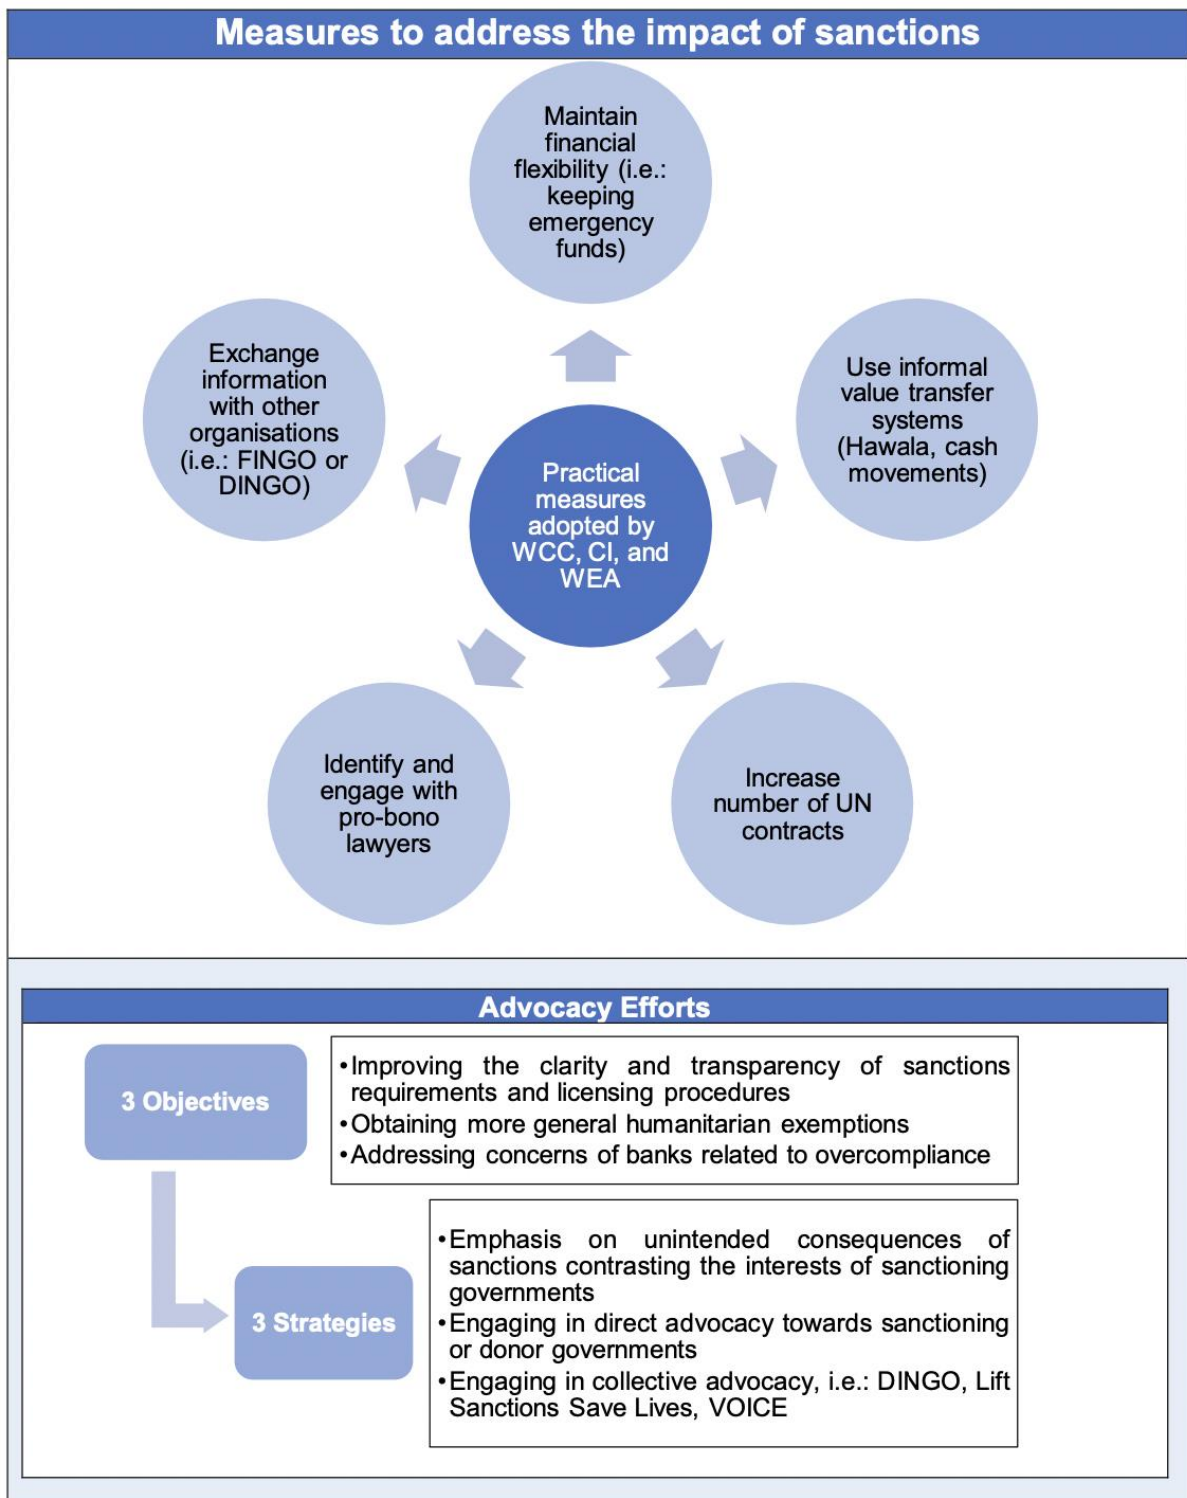 Measures to address the impact of sanctions
Maintain
financial
flexibility (i.e.:
keeping
emergency
funds)
Exchange
information
with other
organisations
(i.e.: FINGO or
DINGO)
Use informal
value transfer
systems
(Hawala, cash
movements)
Practical
measures
adopted by
WCC, CI, and
WEA
Identify and
engage with
pro-bono
lawyers
Increase
number of UN
contracts
Advocacy Efforts
3 Objectives
•Improving the clarity and transparency of sanctions
requirements and licensing procedures
•Obtaining more general humanitarian exemptions
•Addressing concerns of banks related to overcompliance
3 Strategies
•Emphasis on unintended consequences of
sanctions contrasting the interests of sanctioning
governments
•Engaging in direct advocacy towards sanctioning
or donor governments
•Engaging in collective advocacy, i.e.: DINGO, Lift
Sanctions Save Lives, VOICE